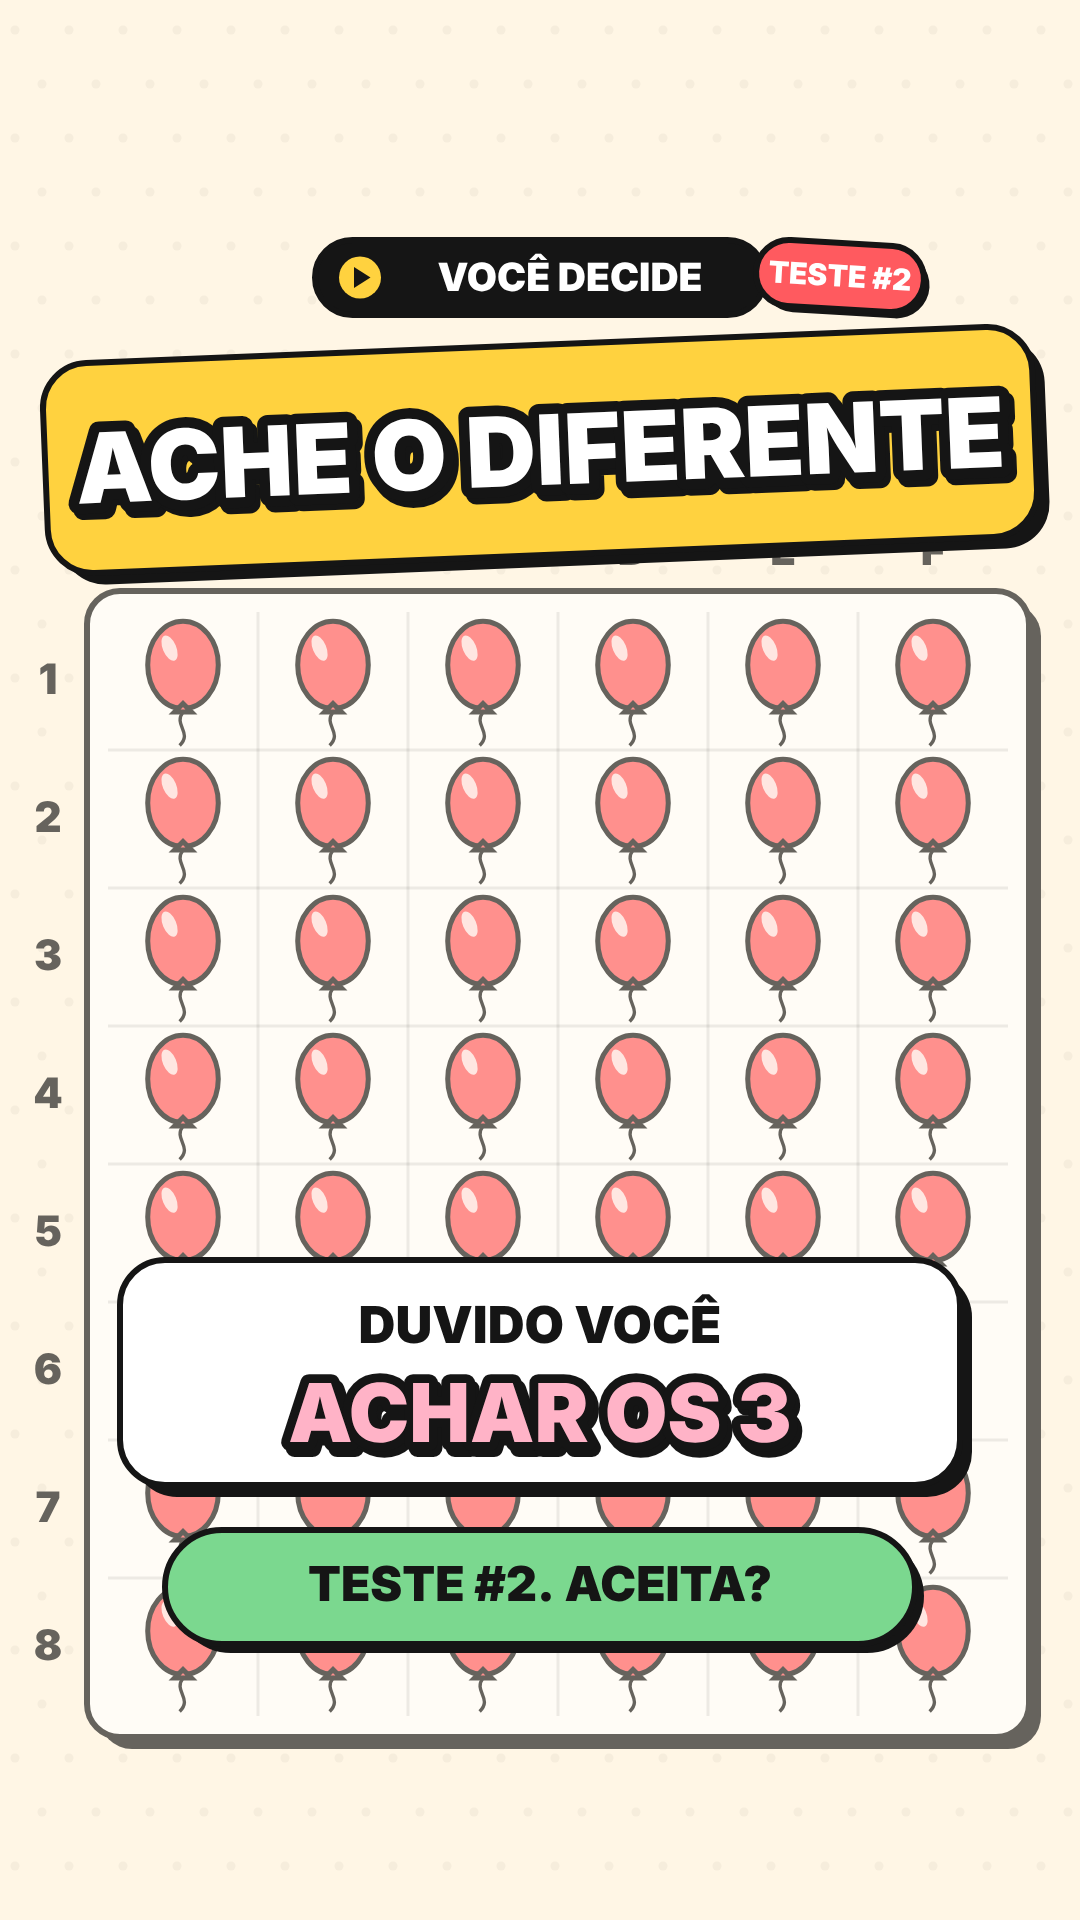 VOCÊ DECIDE
TESTE #2
ACHE O DIFERENTE
1
2
3
4
5
6
7
8
DUVIDO VOCÊ
ACHAR OS 3
TESTE #2. ACEITA?